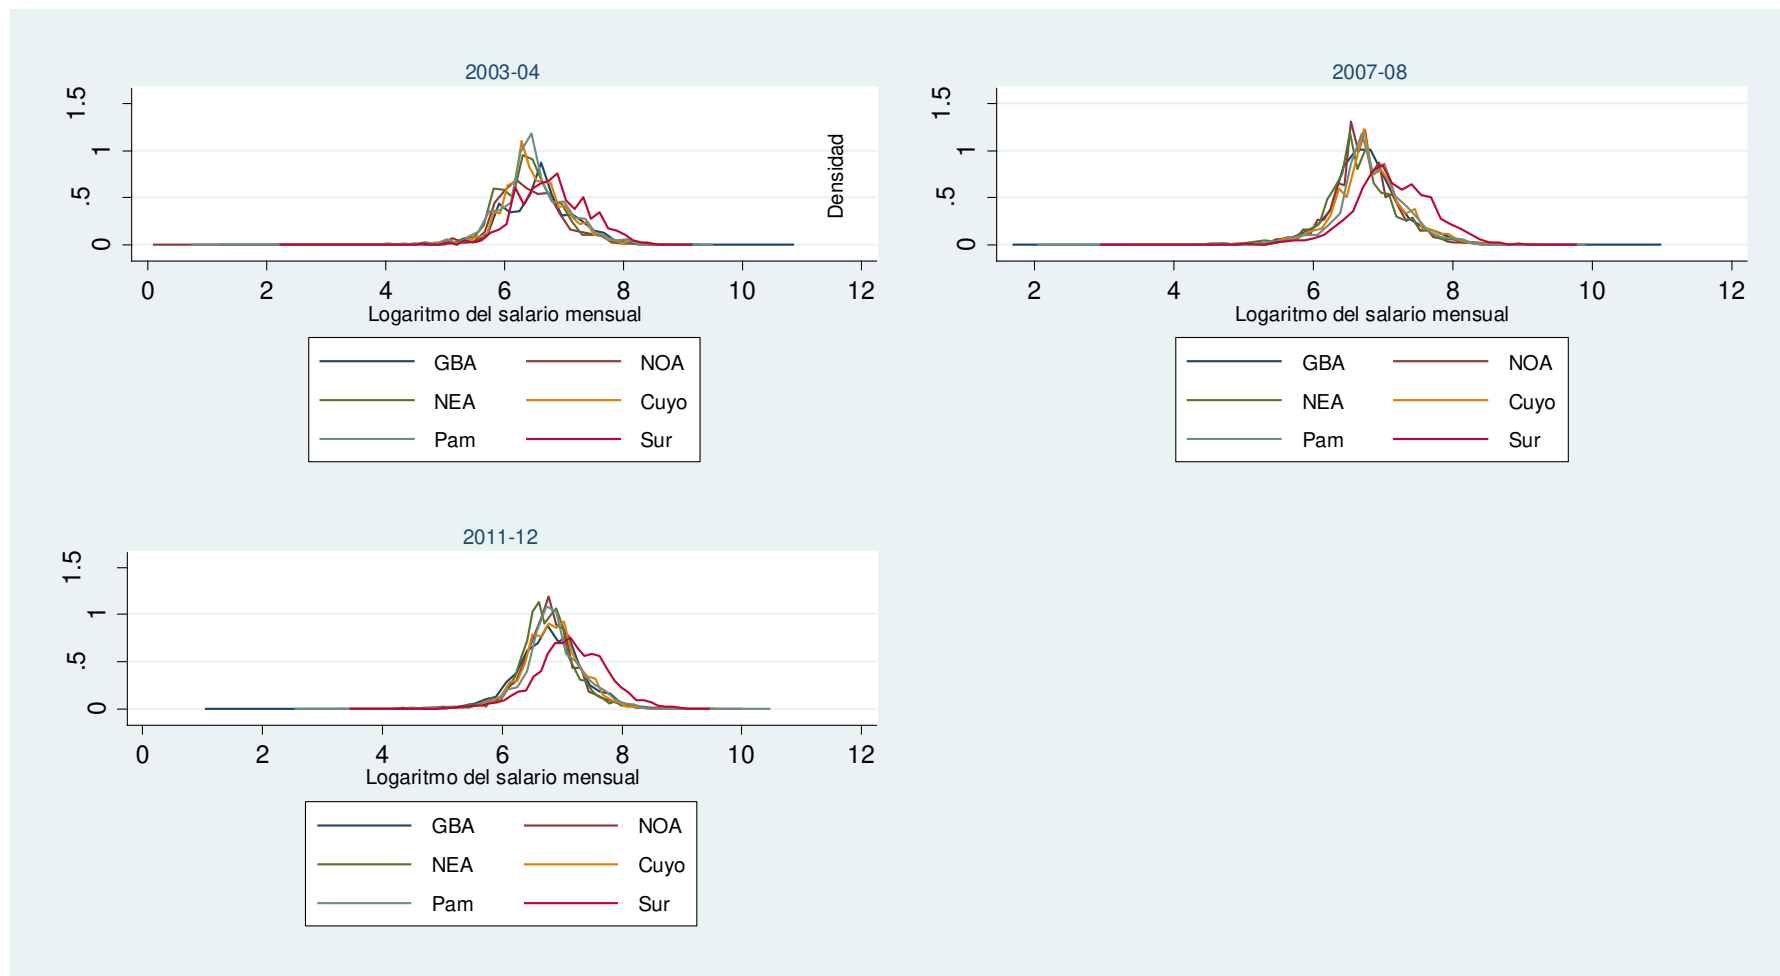 2003-04
1.5
1
.5
0
0 2 4 6 8 10 12
Logaritmo del salario mensual
GBA NOA
NEA Cuyo
Pam Sur
Densidad
2007-08
1.5
1
.5
0
2 4 6 8 10 12
Logaritmo del salario mensual
GBA NOA
NEA Cuyo
Pam Sur
2011-12
1.5
1
.5
0
0 2 4 6 8 10 12
Logaritmo del salario mensual
GBA NOA
NEA Cuyo
Pam Sur